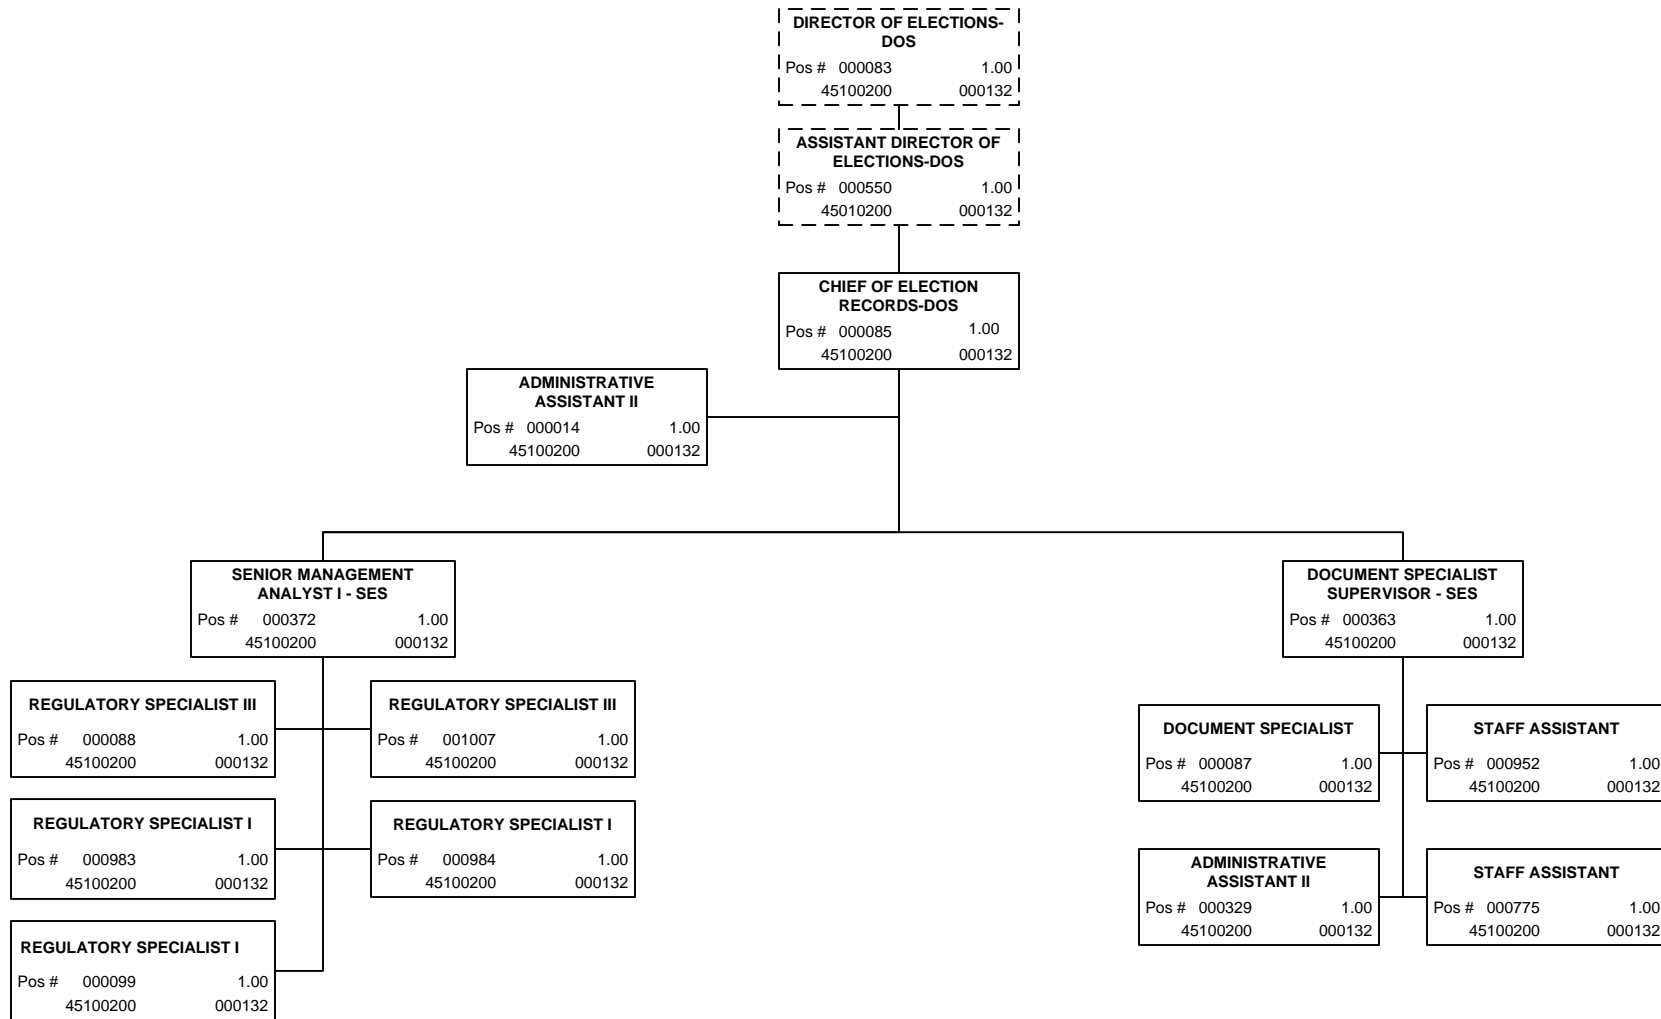 DIRECTOR OF ELECTIONS-
DOS
Pos # 000083 1.00
45100200 000132
ASSISTANT DIRECTOR OF
ELECTIONS-DOS
Pos # 000550 1.00
45010200 000132
CHIEF OF ELECTION
RECORDS-DOS
Pos # 000085 1.00
45100200 000132
ADMINISTRATIVE
ASSISTANT II
Pos # 000014 1.00
45100200 000132
SENIOR MANAGEMENT
ANALYST I - SES
Pos # 000372 1.00
45100200 000132
REGULATORY SPECIALIST III
Pos # 000088 1.00
45100200 000132
REGULATORY SPECIALIST III
Pos # 001007 1.00
45100200 000132
REGULATORY SPECIALIST I
Pos # 000983 1.00
45100200 000132
REGULATORY SPECIALIST I
Pos # 000984 1.00
45100200 000132
REGULATORY SPECIALIST I
Pos # 000099 1.00
45100200 000132
DOCUMENT SPECIALIST
SUPERVISOR - SES
Pos # 000363 1.00
45100200 000132
DOCUMENT SPECIALIST
Pos # 000087 1.00
45100200 000132
STAFF ASSISTANT
Pos # 000952 1.00
45100200 000132
ADMINISTRATIVE
ASSISTANT II
Pos # 000329 1.00
45100200 000132
STAFF ASSISTANT
Pos # 000775 1.00
45100200 000132